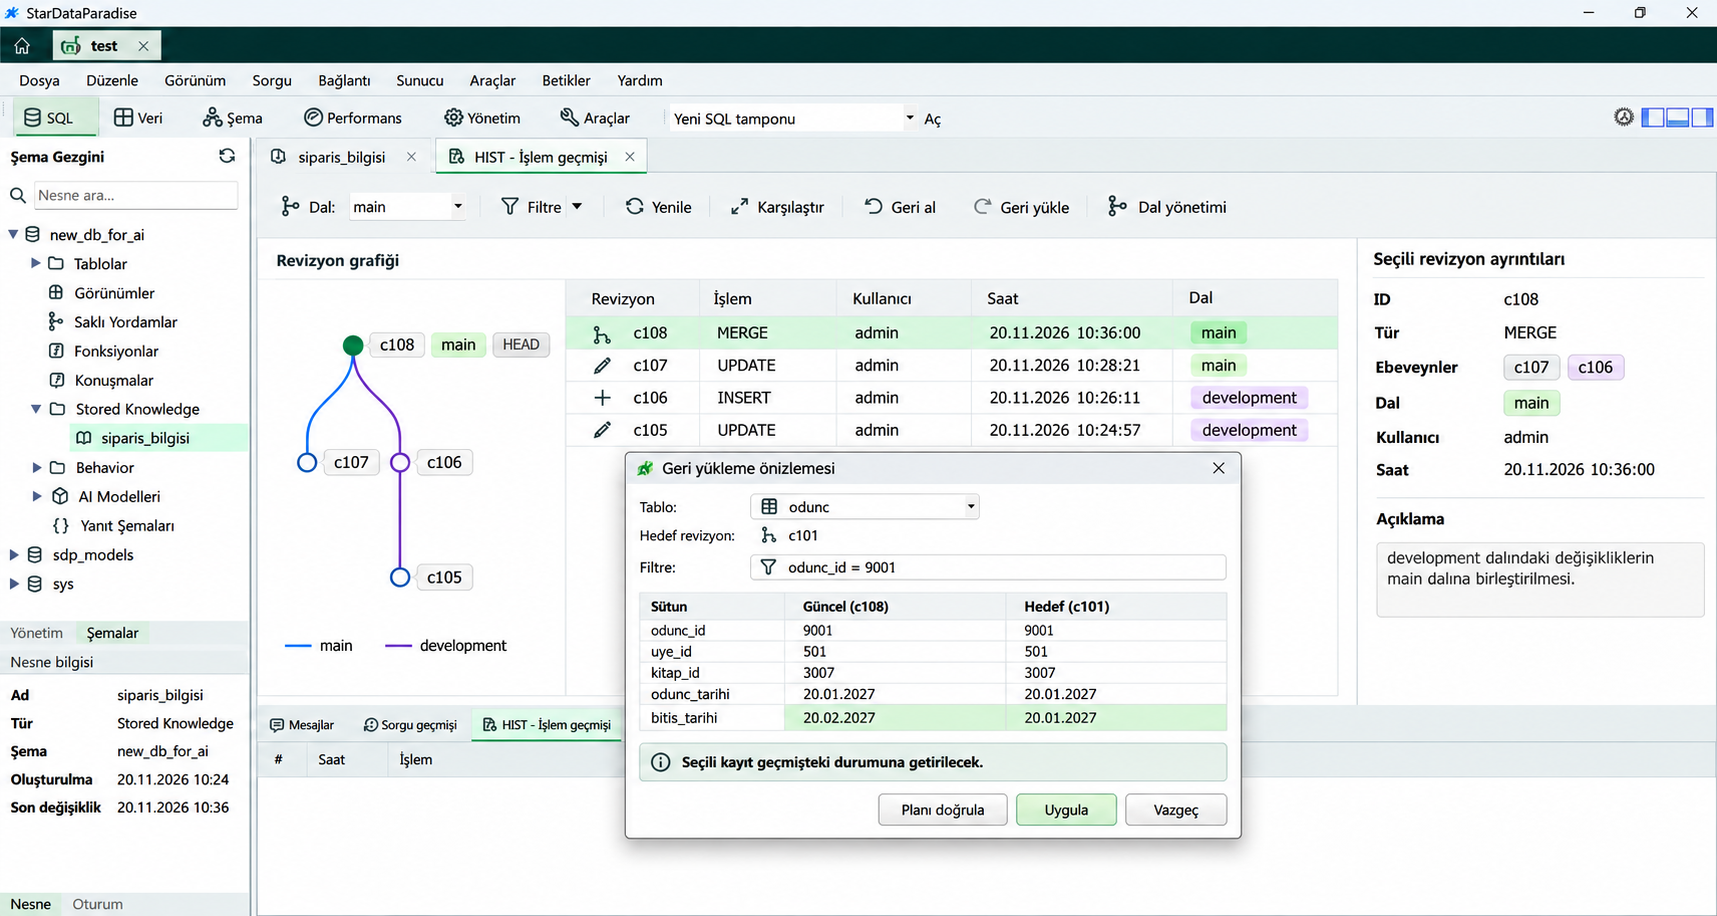 StarDataParadise
test
Dosya Düzenle Görünüm Sorgu Bağlantı Sunucu Araçlar Betikler Yardım
SQL Veri Şema Performans Yönetim Araçlar Yeni SQL tamponu Aç
Şema Gezgini
Nesne ara...
new_db_for_ai
Tablolar
Görünümler
Saklı Yordamlar
Fonksiyonlar
Konuşmalar
Stored Knowledge
siparis_bilgisi
Behavior
AI Modelleri
Yanıt Şemaları
sdp_models
sys
Yönetim Şemalar
Nesne bilgisi
Ad siparis_bilgisi
Tür Stored Knowledge
Şema new_db_for_ai
Oluşturulma 20.11.2026 10:24
Son değişiklik 20.11.2026 10:36
Nesne Oturum
siparis_bilgisi HIST - İşlem geçmişi
Dal: main Filtre Yenile Karşılaştır Geri al Geri yükle Dal yönetimi
Revizyon grafiği
c108 main HEAD
c107 c106
c105
main development
Revizyon İşlem Kullanıcı Saat Dal
c108 MERGE admin 20.11.2026 10:36:00 main
c107 UPDATE admin 20.11.2026 10:28:21 main
c106 INSERT admin 20.11.2026 10:26:11 development
c105 UPDATE admin 20.11.2026 10:24:57 development
Seçili revizyon ayrıntıları
ID c108
Tür MERGE
Ebeveynler c107 c106
Dal main
Kullanıcı admin
Saat 20.11.2026 10:36:00
Açıklama
development dalındaki değişikliklerin
main dalına birleştirilmesi.
Geri yükleme önizlemesi
Tablo: odunc
Hedef revizyon: c101
Filtre: odunc_id = 9001
Sütun Güncel (c108) Hedef (c101)
odunc_id 9001 9001
uye_id 501 501
kitap_id 3007 3007
odunc_tarihi 20.01.2027 20.01.2027
bitis_tarihi 20.02.2027 20.01.2027
Seçili kayıt geçmişteki durumuna getirilecek.
Planı doğrula Uygula Vazgeç
Mesajlar Sorgu geçmişi HIST - İşlem geçmişi
# Saat İşlem